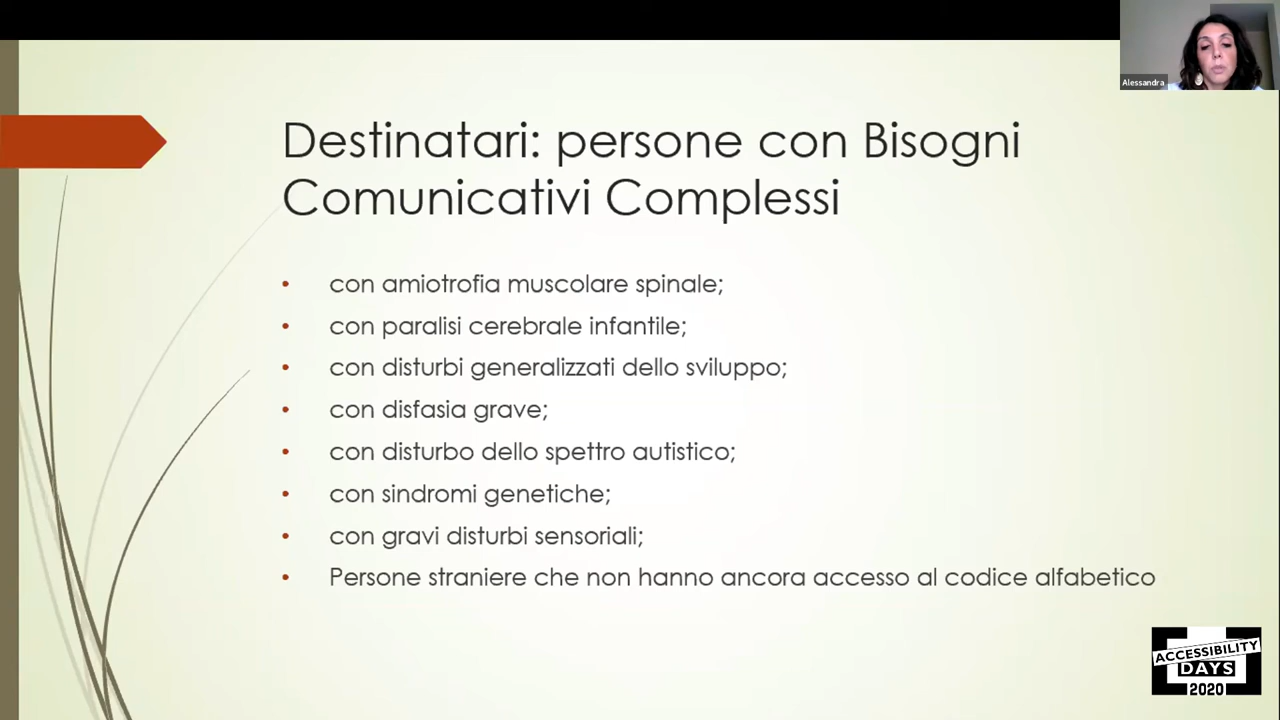 Alessandra
Destinatari: persone con Bisogni
Comunicativi Complessi
• con amiotrofia muscolare spinale;
• con paralisi cerebrale infantile;
• con disturbi generalizzati dello sviluppo;
• con disfasia grave;
• con disturbo dello spettro autistico;
• con sindromi genetiche;
• con gravi disturbi sensoriali;
• Persone straniere che non hanno ancora accesso al codice alfabetico
ACCESSIBILITY
DAYS
2020